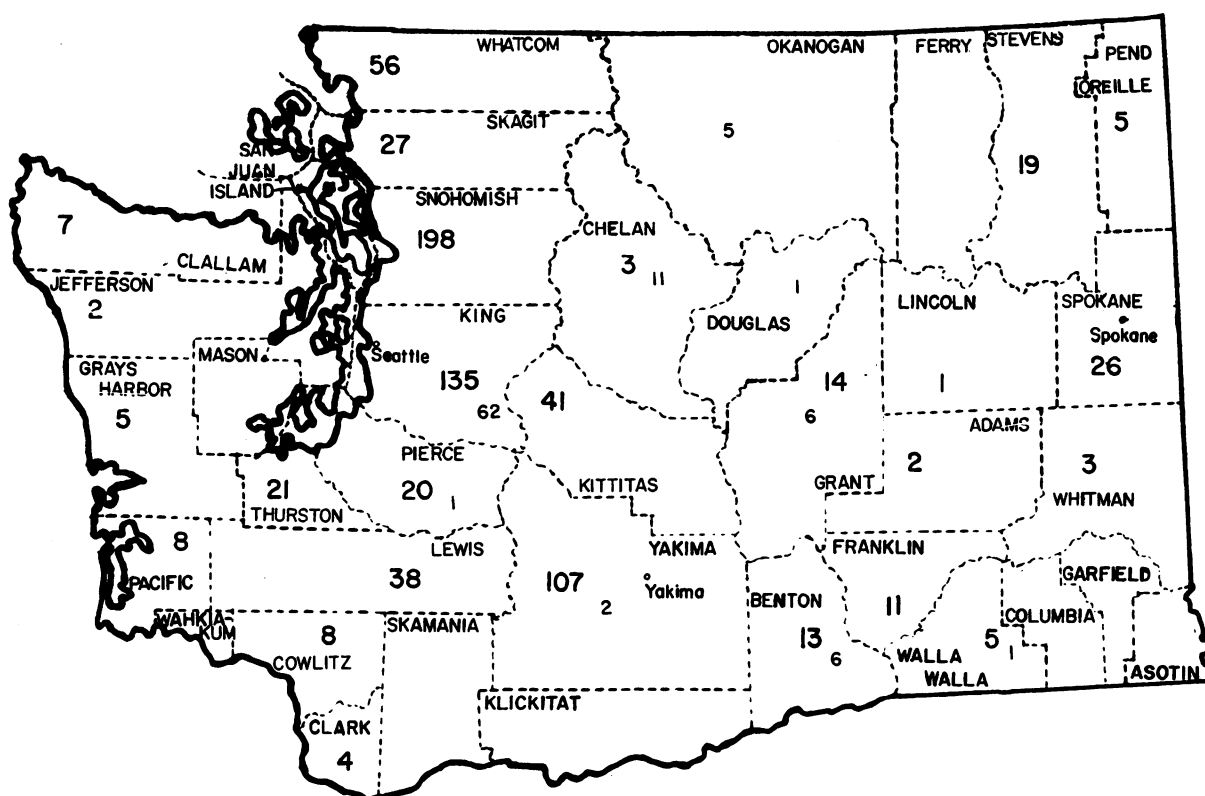 WHATCOM
56
OKANOGAN
5
FERRY
STEVENS
19
PEND
OREILLE
5
SKAGIT
27
SAN
JUAN
ISLAND
SNOHOMISH
198
7
CLALLAM
JEFFERSON
2
CHELAN
3
11
DOUGLAS
1
LINCOLN
1
SPOKANE
Spokane
26
KING
Seattle
135
62
MASON
GRAYS
HARBOR
5
41
KITTITAS
14
6
GRANT
ADAMS
2
3
WHITMAN
PIERCE
20
1
21
THURSTON
LEWIS
38
8
PACIFIC
WAHKIA-
KUM
8
COWLITZ
SKAMANIA
YAKIMA
107
Yakima
2
BENTON
13
6
FRANKLIN
11
WALLA
WALLA
5
1
COLUMBIA
GARFIELD
ASOTIN
KLICKITAT
CLARK
4